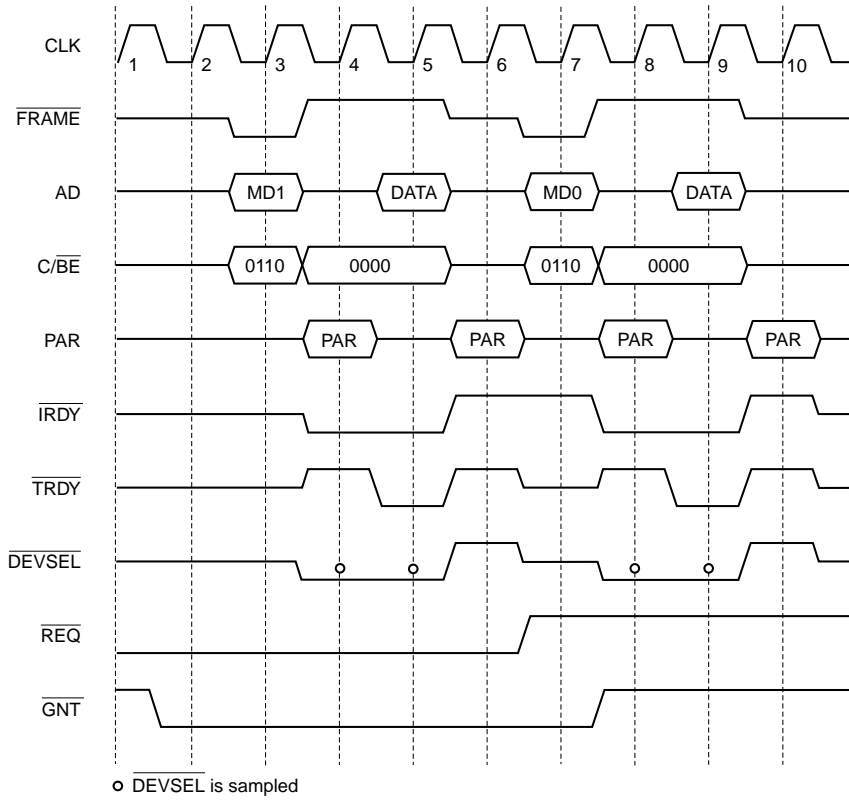 CLK
1 2 3 4 5 6 7 8 9 10
FRAME
AD MD1 DATA MD0 DATA
C/BE 0110 0000 0110 0000
PAR PAR PAR PAR PAR
IRDY
TRDY
DEVSEL
REQ
GNT
DEVSEL is sampled